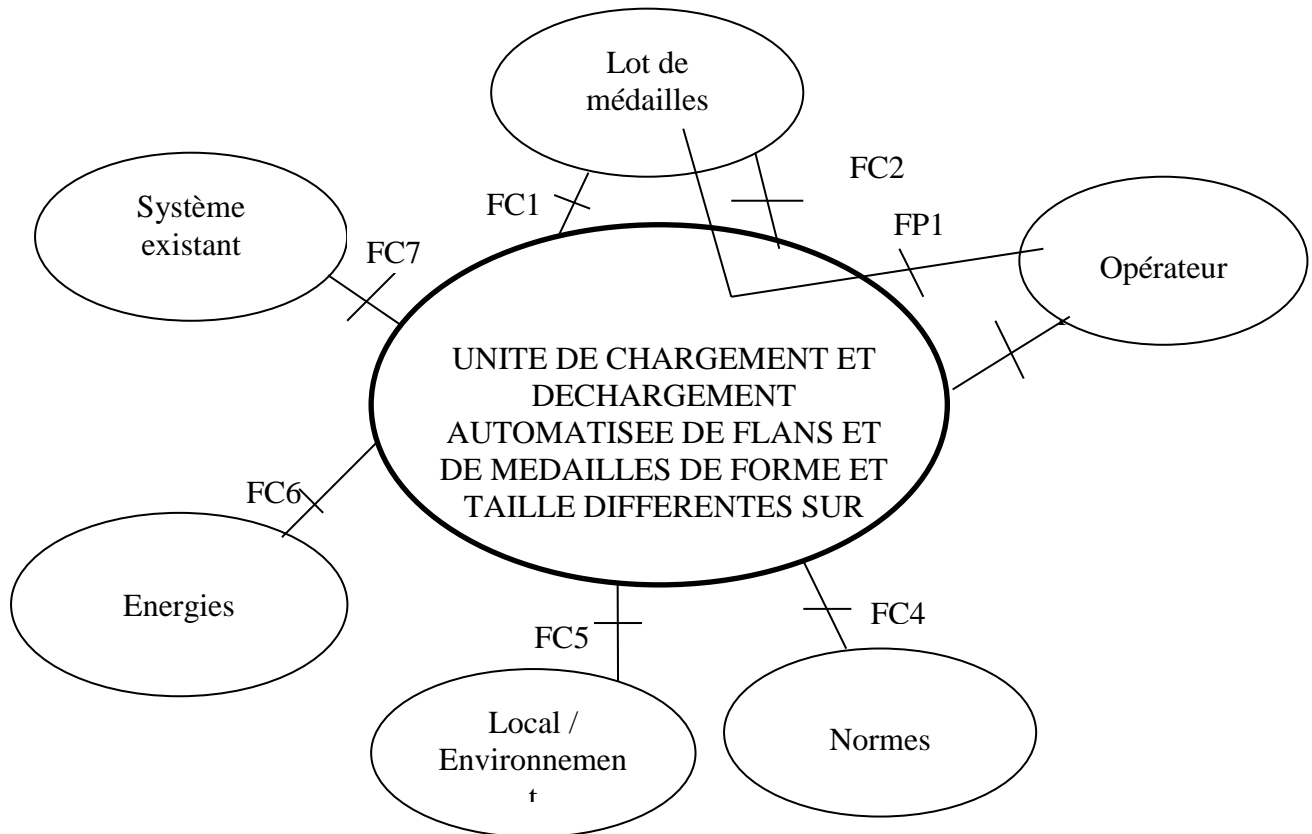 Lot de
médailles
FC2
FC1
Système
existant
FP1
FC7
Opérateur
UNITE DE CHARGEMENT ET
DECHARGEMENT
AUTOMATISEE DE FLANS ET
DE MEDAILLES DE FORME ET
TAILLE DIFFERENTES SUR
FC6
Energies
FC5
FC4
Local /
Environnemen
t
Normes